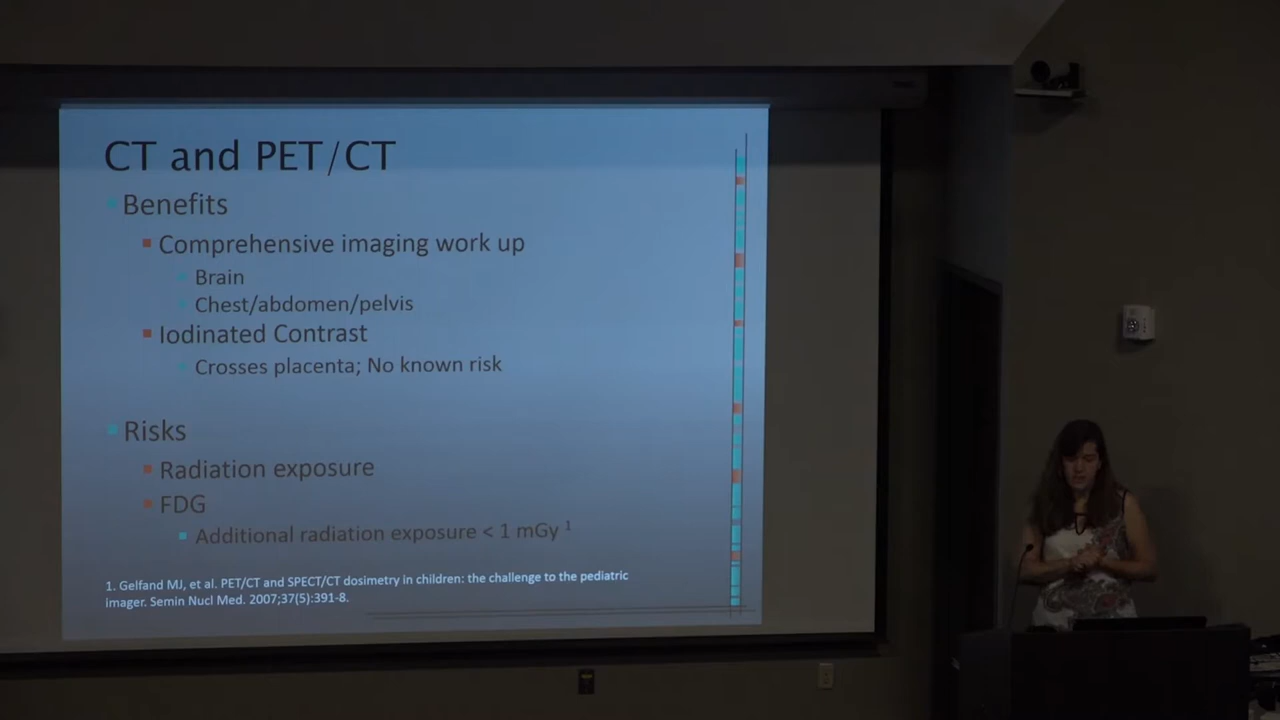 CT and PET/CT
Benefits
Comprehensive imaging work up
Brain
Chest/abdomen/pelvis
Iodinated Contrast
Crosses placenta; No known risk
Risks
Radiation exposure
FDG
Additional radiation exposure < 1 mGy 1
1. Gelfand MJ, et al. PET/CT and SPECT/CT dosimetry in children: the challenge to the pediatric
imager. Semin Nucl Med. 2007;37(5):391-8.